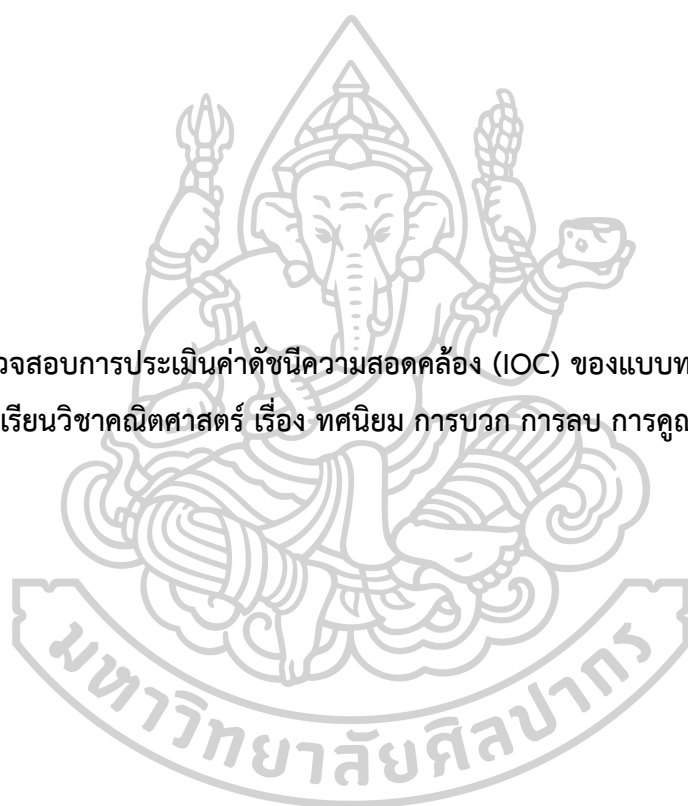 วจสอบการประเมินค่าดัชนีความสอดคล้อง (IOC) ของแบบท
เรียนวิชาคณิตศาสตร์ เรื่อง ทศนิยม การบวก การลบ การคูณ
มหาวิทยาลัยศิลปากร